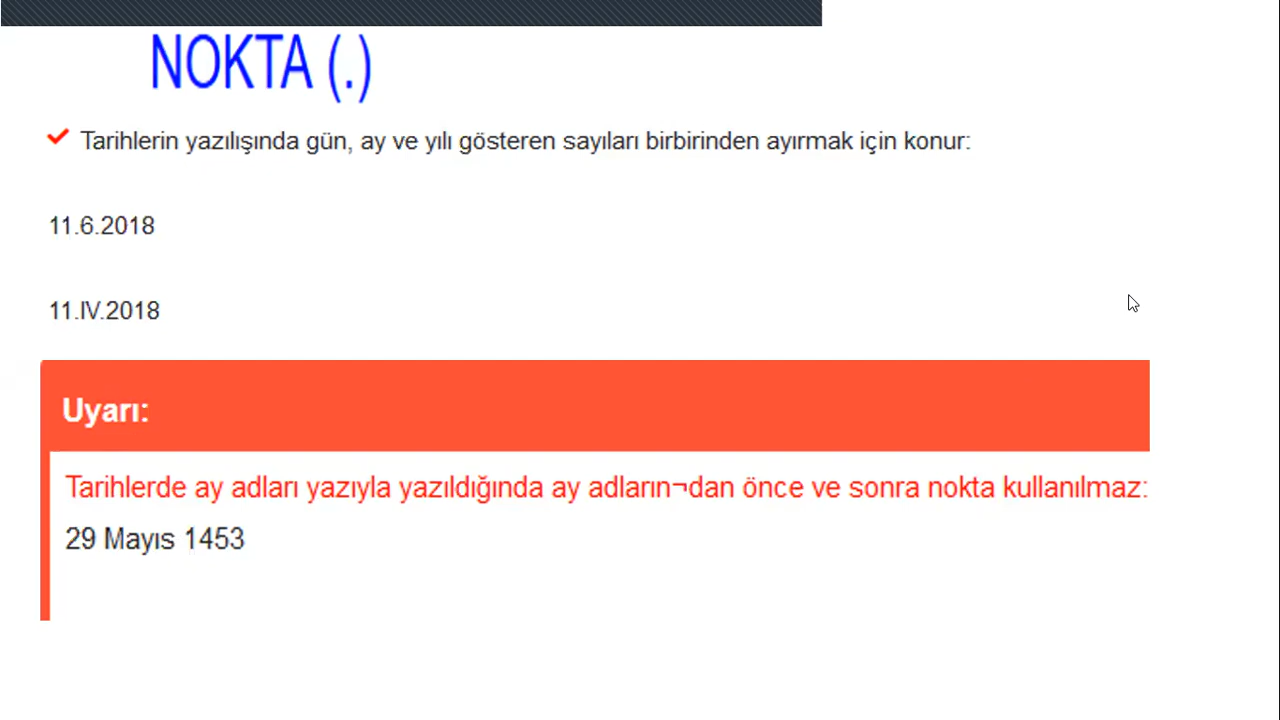 NOKTA (.)
Tarihlerin yazılışında gün, ay ve yılı gösteren sayıları birbirinden ayırmak için konur:
11.6.2018
11.IV.2018
Uyarı:
Tarihlerde ay adları yazıyla yazıldığında ay adların¬dan önce ve sonra nokta kullanılmaz:
29 Mayıs 1453